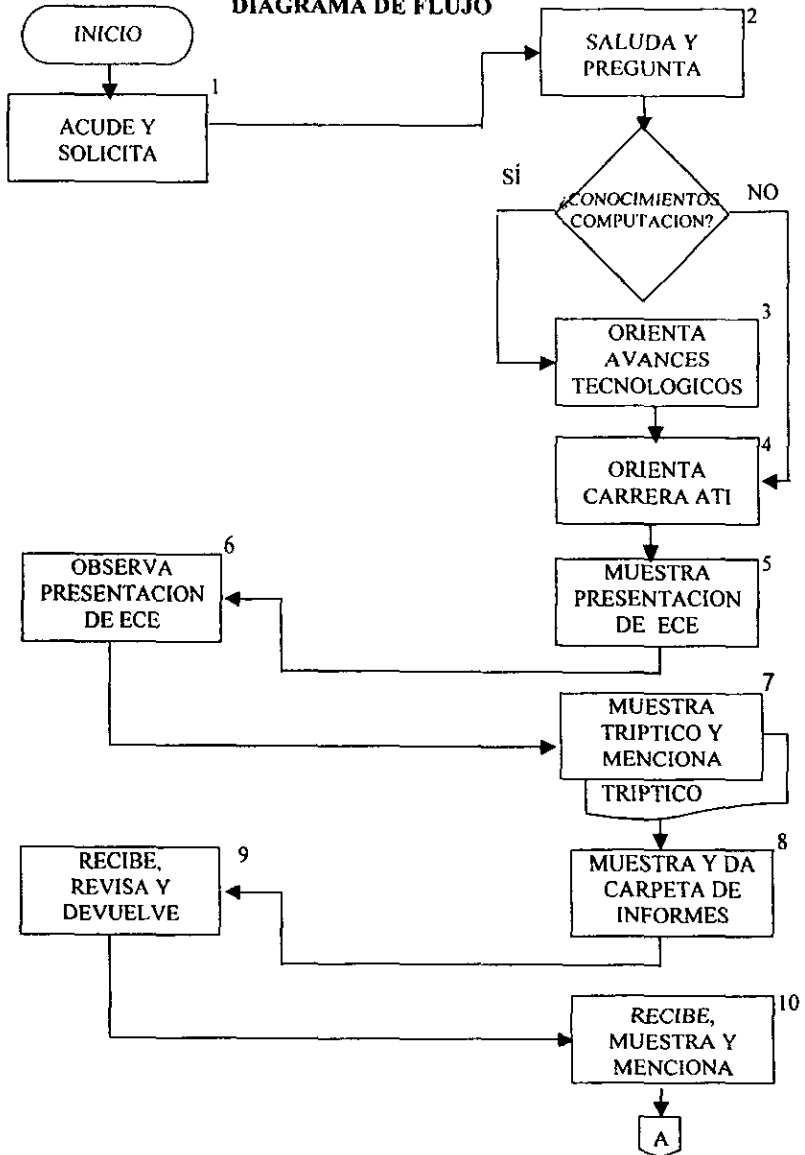 DIAGRAMA DE FLUJO
INICIO
1
ACUDE Y
SOLICITA
2
SALUDA Y
PREGUNTA
SÍ
¿CONOCIMIENTOS
COMPUTACION?
NO
3
ORIENTA
AVANCES
TECNOLOGICOS
4
ORIENTA
CARRERA ATI
5
MUESTRA
PRESENTACION
DE ECE
6
OBSERVA
PRESENTACION
DE ECE
7
MUESTRA
TRIPTICO Y
MENCIONA
TRIPTICO
8
MUESTRA Y DA
CARPETA DE
INFORMES
9
RECIBE,
REVISA Y
DEVUELVE
10
RECIBE,
MUESTRA Y
MENCIONA
A